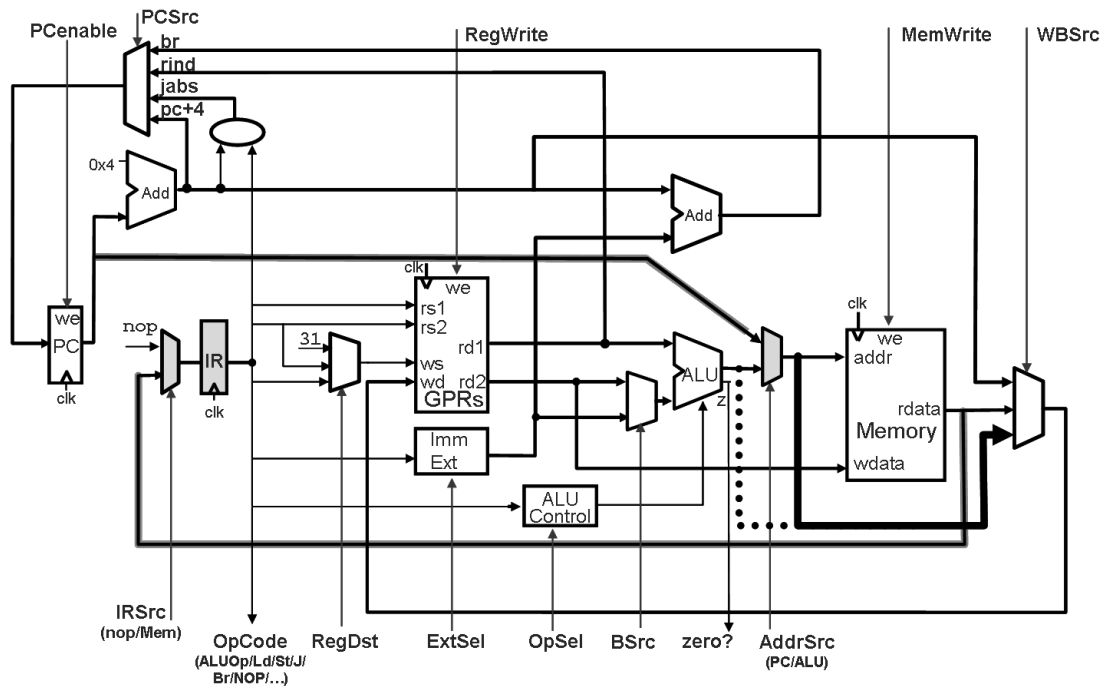 PCSrc
PCenable
RegWrite
MemWrite
WBSrc
br
rind
jabs
pc+4
0x4
Add
Add
clk
we
rs1
rs2
31
ws
wd
rd1
rd2
GPRs
we
PC
clk
nop
IR
clk
ALU
z
clk
we
addr
rdata
Memory
wdata
Imm
Ext
ALU
Control
IRSrc
(nop/Mem)
OpCode
(ALUOp/Ld/St/J/
Br/NOP/...)
RegDst
ExtSel
OpSel
BSrc
zero?
AddrSrc
(PC/ALU)